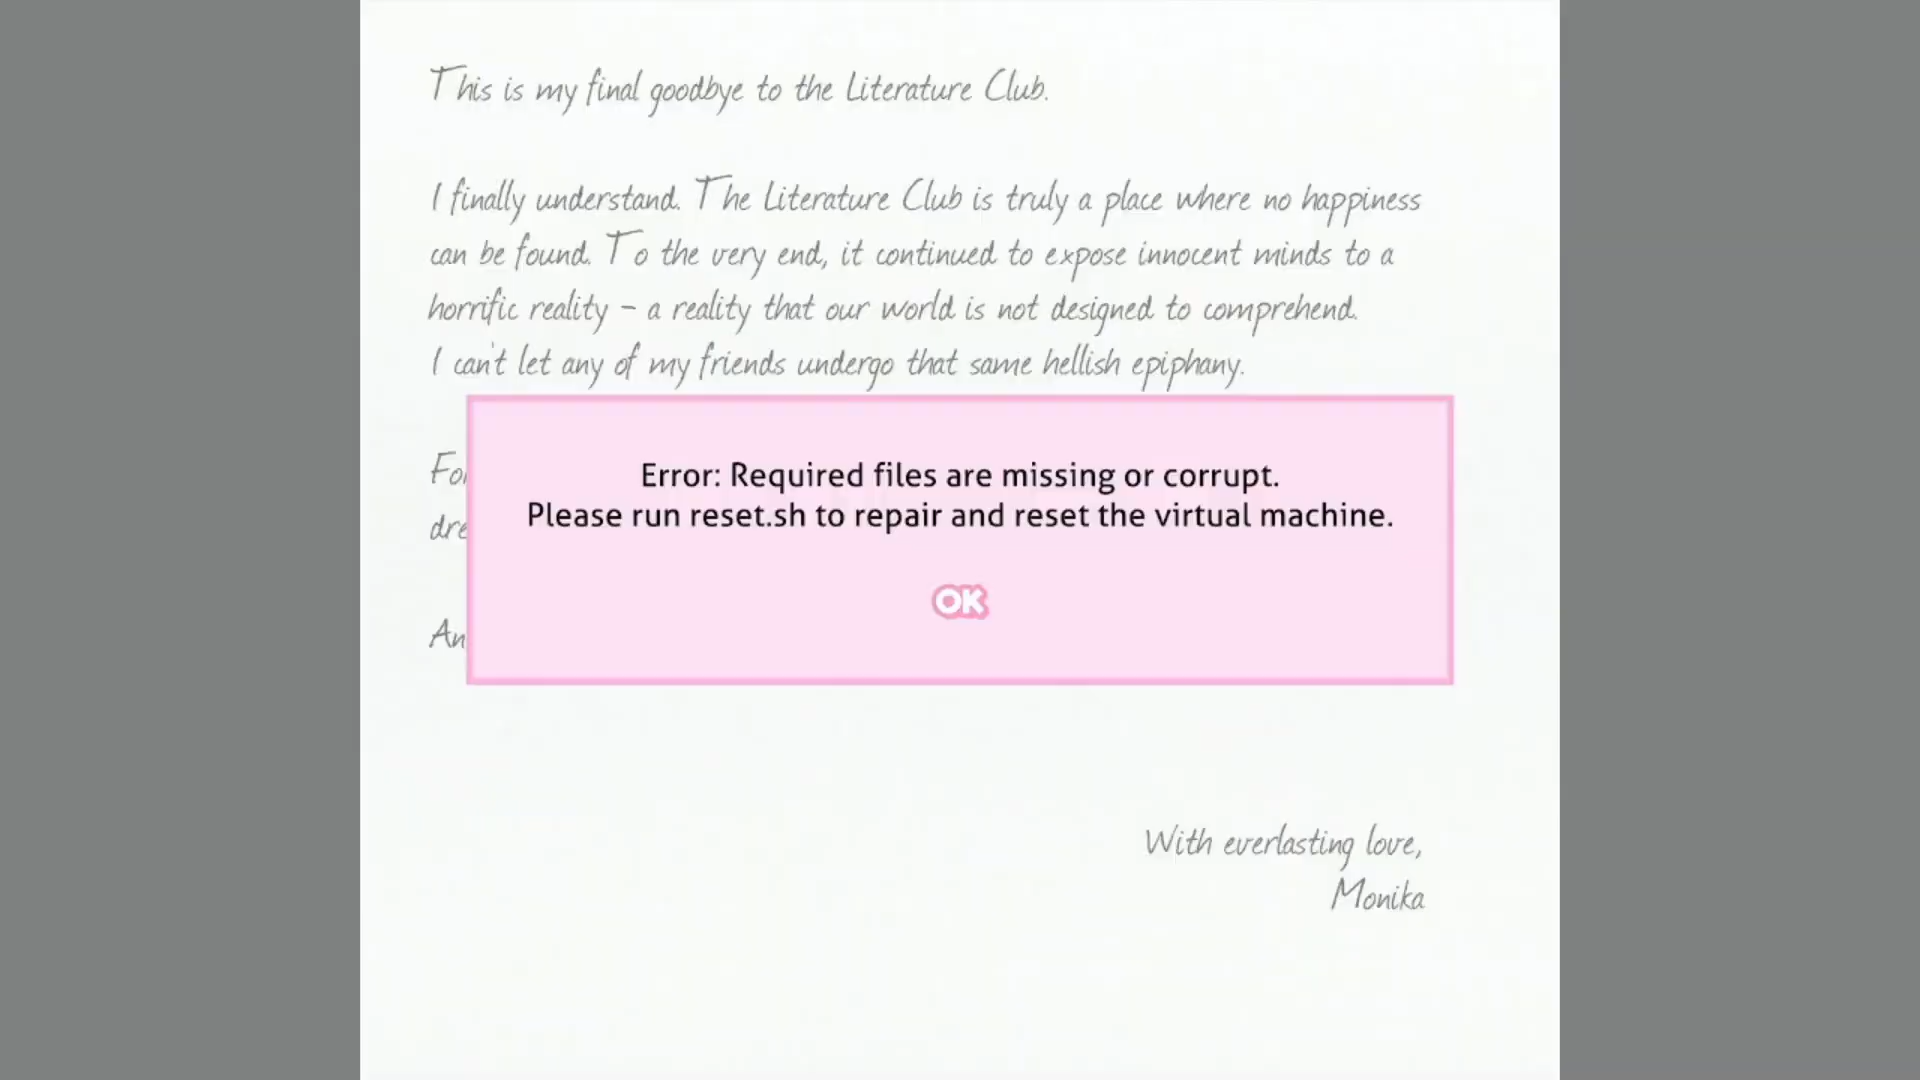 This is my final goodbye to the Literature Club.
I finally understand. The Literature Club is truly a place where no happiness
can be found. To the very end, it continued to expose innocent minds to a
horrific reality – a reality that our world is not designed to comprehend.
I can't let any of my friends undergo that same hellish epiphany.
Error: Required files are missing or corrupt.
Please run reset.sh to repair and reset the virtual machine.
OK
With everlasting love,
Monika